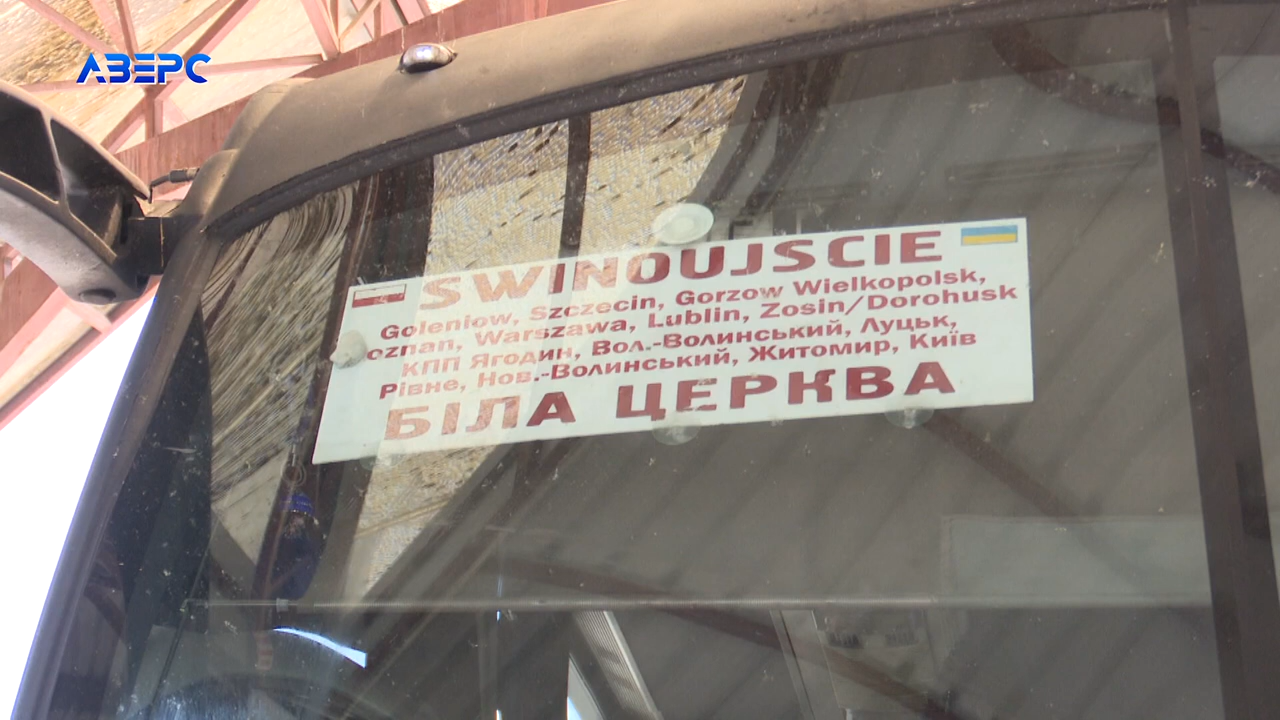 АВЕРС
SWINOUJSCIE
Goleniow, Szczecin, Gorzow Wielkopolsk,
oznan, Warszawa, Lublin, Zosin/Dorohusk
КПП Ягодин, Вол.-Волинський, Луцьк,
Рівне, Нов.-Волинський, Житомир, Київ
БІЛА ЦЕРКВА